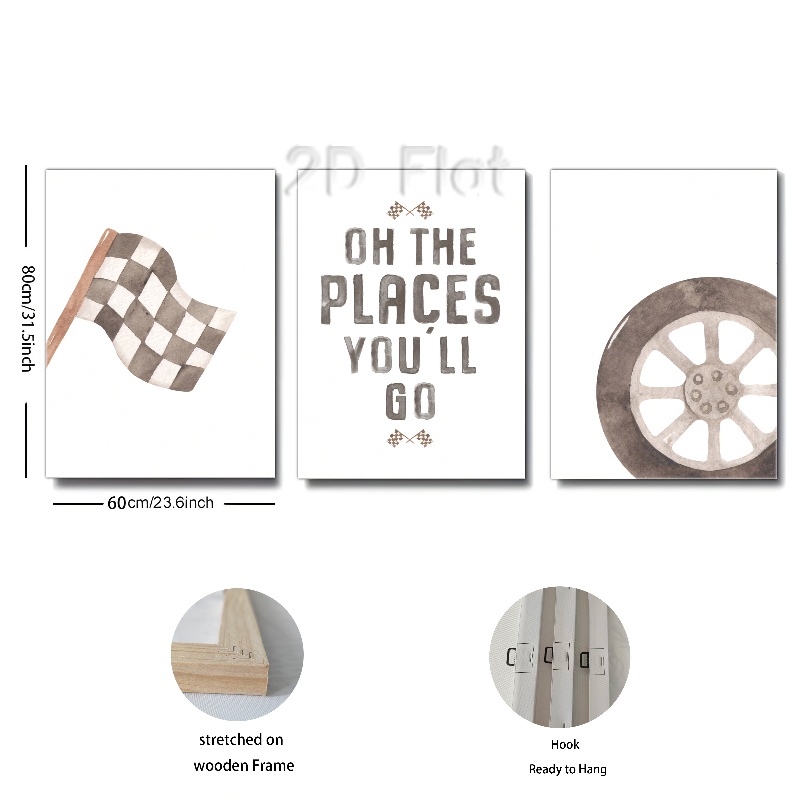 2D Flat
80cm/31.5inch
OH THE
PLACES
YOU'LL
GO
60cm/23.6inch
stretched on
wooden Frame
Hook
Ready to Hang